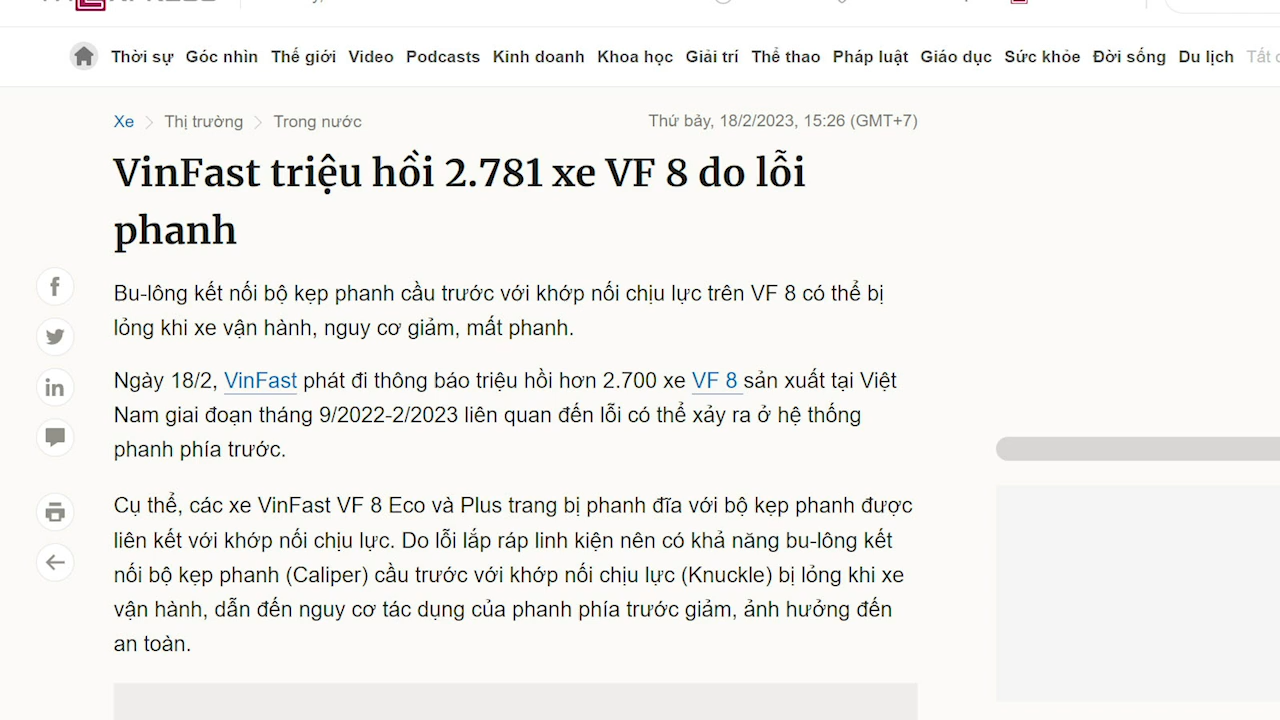 Thời sự Góc nhìn Thế giới Video Podcasts Kinh doanh Khoa học Giải trí Thể thao Pháp luật Giáo dục Sức khỏe Đời sống Du lịch Tất
Xe Thị trường Trong nước Thứ bảy, 18/2/2023, 15:26 (GMT+7)
VinFast triệu hồi 2.781 xe VF 8 do lỗi
phanh
Bu-lông kết nối bộ kẹp phanh cầu trước với khớp nối chịu lực trên VF 8 có thể bị
lỏng khi xe vận hành, nguy cơ giảm, mất phanh.
Ngày 18/2, VinFast phát đi thông báo triệu hồi hơn 2.700 xe VF 8 sản xuất tại Việt
Nam giai đoạn tháng 9/2022-2/2023 liên quan đến lỗi có thể xảy ra ở hệ thống
phanh phía trước.
Cụ thể, các xe VinFast VF 8 Eco và Plus trang bị phanh đĩa với bộ kẹp phanh được
liên kết với khớp nối chịu lực. Do lỗi lắp ráp linh kiện nên có khả năng bu-lông kết
nối bộ kẹp phanh (Caliper) cầu trước với khớp nối chịu lực (Knuckle) bị lỏng khi xe
vận hành, dẫn đến nguy cơ tác dụng của phanh phía trước giảm, ảnh hưởng đến
an toàn.